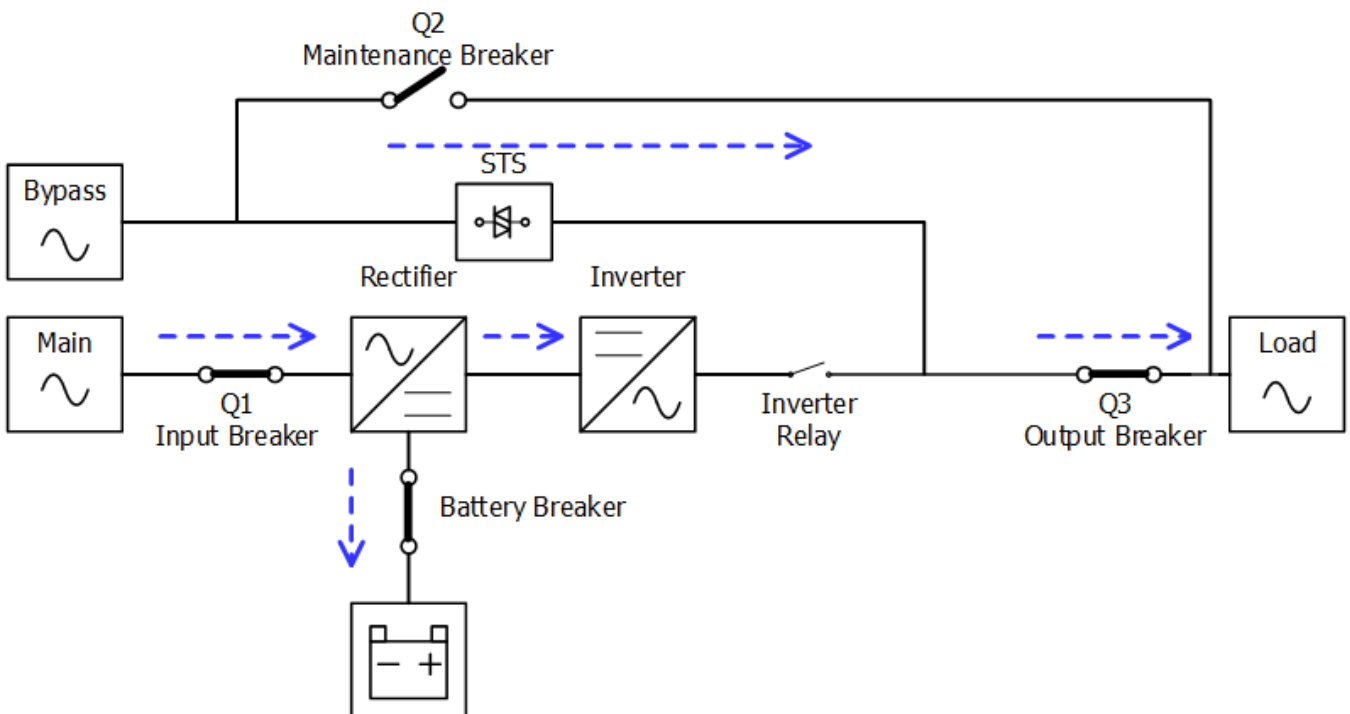 Q2
Maintenance Breaker
STS
Bypass
Rectifier
Inverter
Main
Load
Q1
Input Breaker
Inverter
Relay
Q3
Output Breaker
Battery Breaker
− +